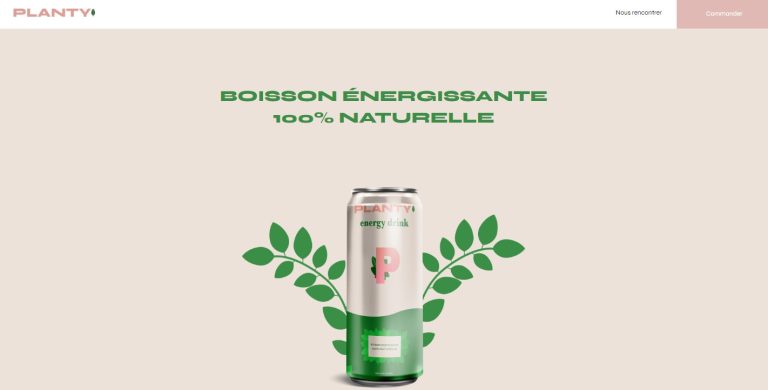 PLANTY
Nous rencontrer
Commander
BOISSON ÉNERGISSANTE
100% NATURELLE
PLANTY
energy drink
P